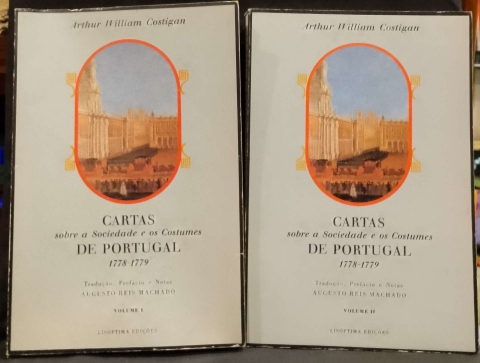 Arthur William Costigan
CARTAS
sobre a Sociedade e os Costumes
DE PORTUGAL
1778-1779
Tradução, Prefácio e Notas
AUGUSTO REIS MACHADO
VOLUME I
LISOPTIMA EDIÇÕES
Arthur William Costigan
CARTAS
sobre a Sociedade e os Costumes
DE PORTUGAL
1778-1779
Tradução, Prefácio e Notas
AUGUSTO REIS MACHADO
VOLUME II
LISOPTIMA EDIÇÕES